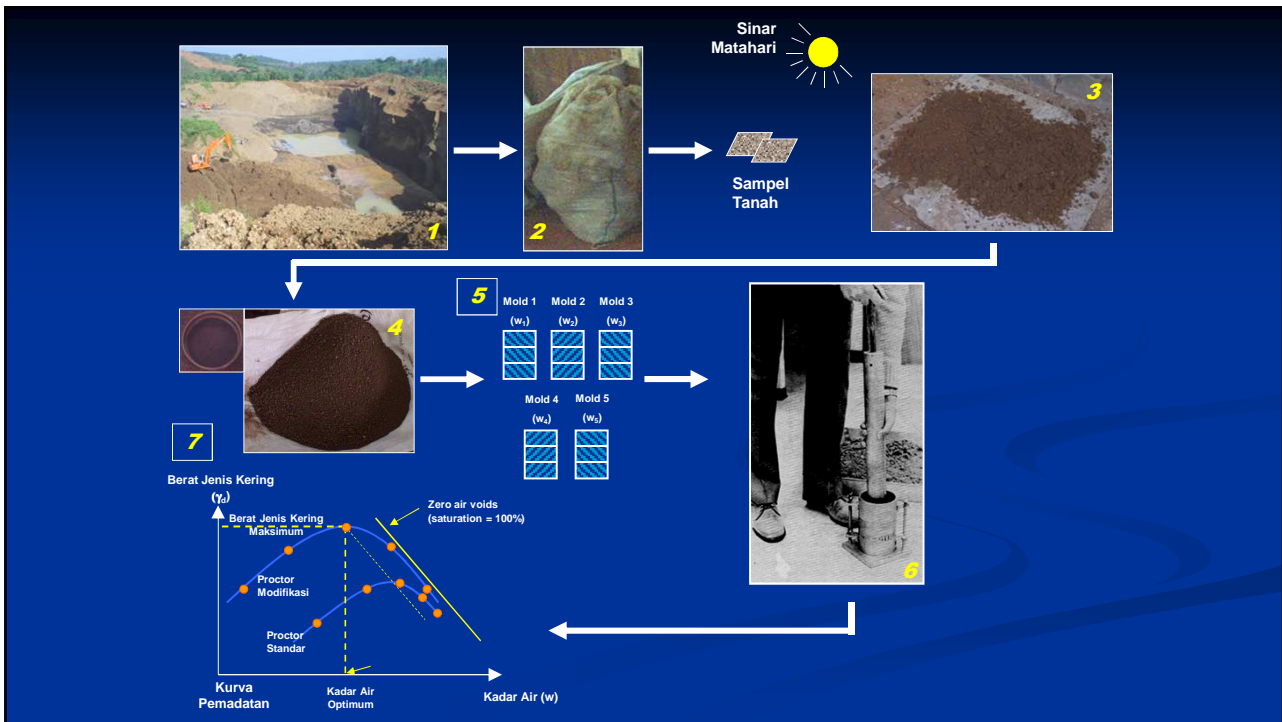 Sinar
Matahari
1
2
Sampel
Tanah
3
4
5
Mold 1
(w₁)
Mold 2
(w₂)
Mold 3
(w₃)
Mold 4
(w₄)
Mold 5
(w₅)
6
7
Berat Jenis Kering
(γd)
Berat Jenis Kering
Maksimum
Zero air voids
(saturation = 100%)
Proctor
Modifikasi
Proctor
Standar
Kurva
Pemadatan
Kadar Air
Optimum
Kadar Air (w)